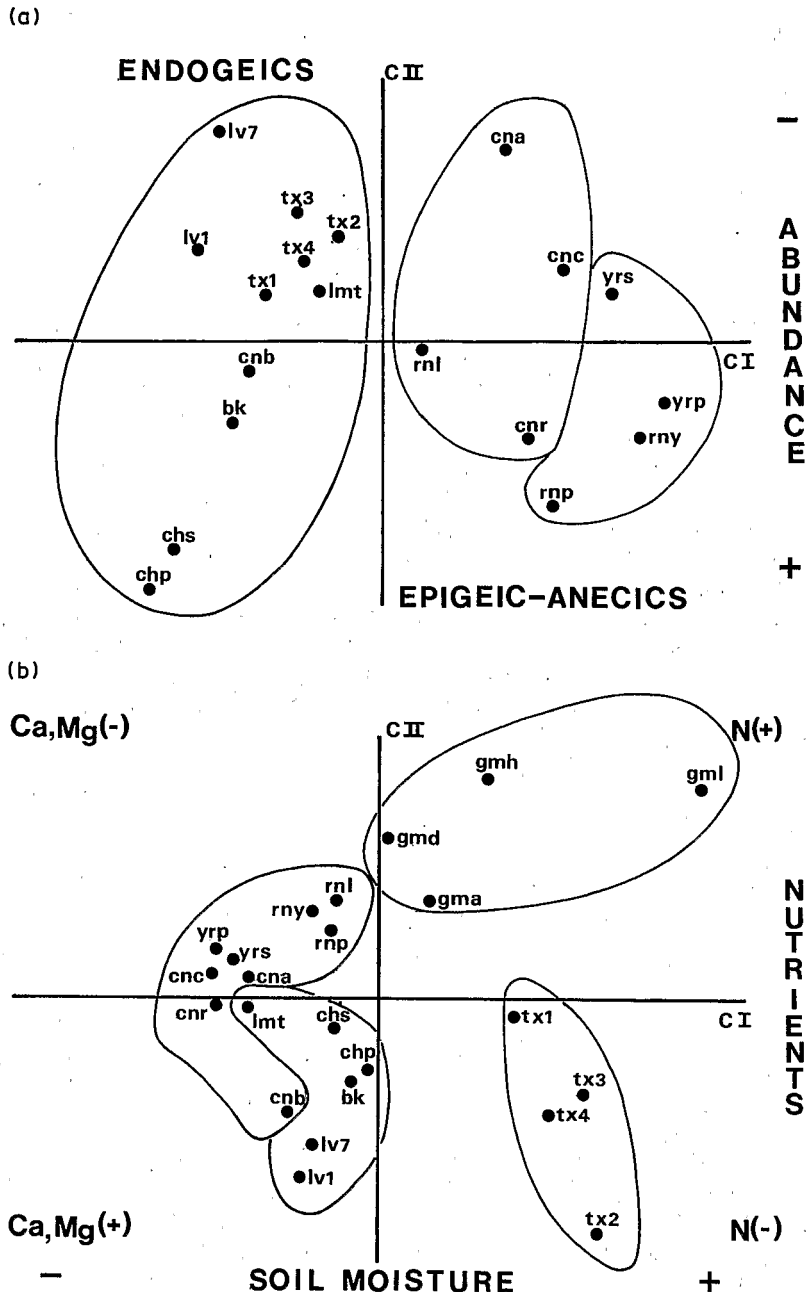 (a)
ENDOGEICS
CII
lv7
cna
−
tx3
tx2
lv1
tx4
cnc
yrs
tx1
lmt
CI
rnl
cnb
yrp
bk
cnr
rny
rnp
chs
chp
ABUNDANCE
+
EPIGEIC–ANECICS
(b)
Ca,Mg(-)
CII
N(+)
gmh
gml
gmd
gma
rnl
rny
rnp
yrp
yrs
cnc
cna
CI
cnr
lmt
chs
tx1
chp
tx3
bk
tx4
cnb
lv7
lv1
tx2
NUTRIENTS
Ca,Mg(+)
N(-)
− SOIL MOISTURE +